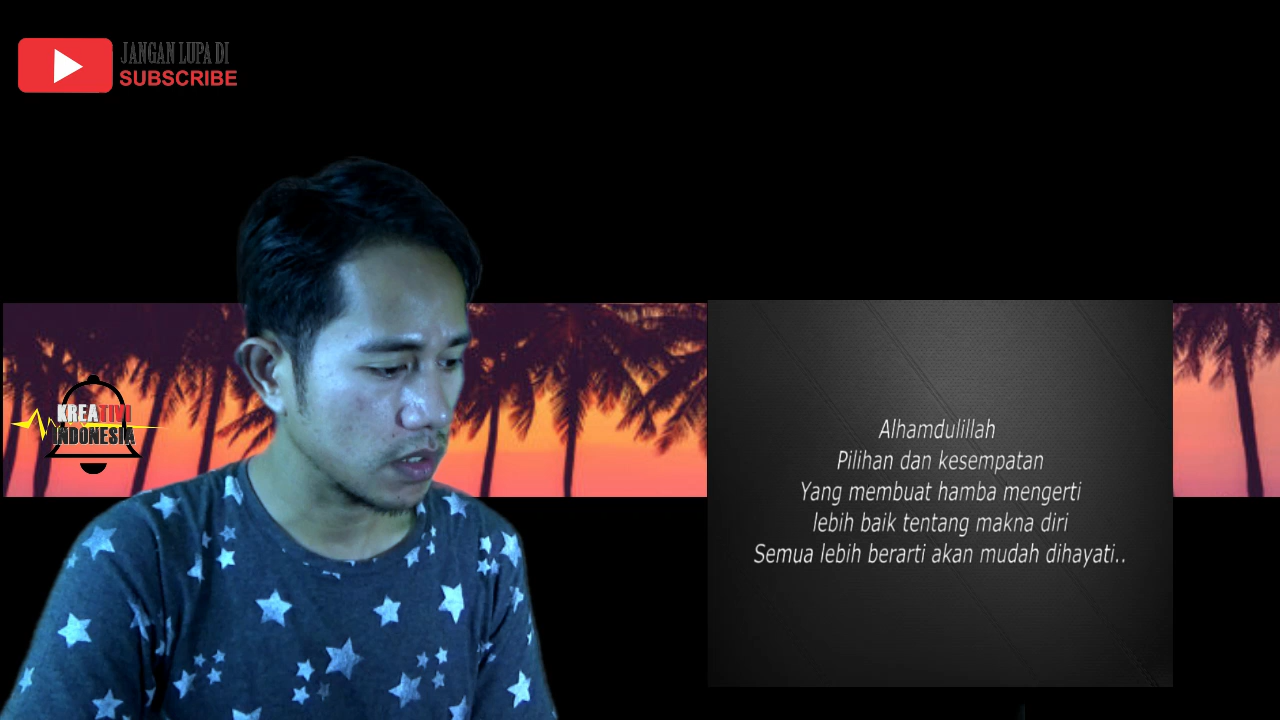 JANGAN LUPA DI
SUBSCRIBE
KREATIVI
INDONESIA
Alhamdulillah
Pilihan dan kesempatan
Yang membuat hamba mengerti
lebih baik tentang makna diri
Semua lebih berarti akan mudah dihayati..